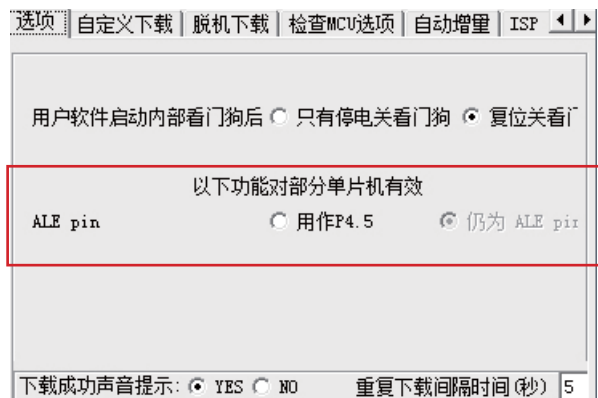 选项 自定义下载 脱机下载 检查MCU选项 自动增量 ISP
用户软件启动内部看门狗后 只有停电关看门狗 复位关看门
以下功能对部分单片机有效
ALE pin 用作P4.5 仍为 ALE pin
下载成功声音提示: YES NO 重复下载间隔时间(秒) 5